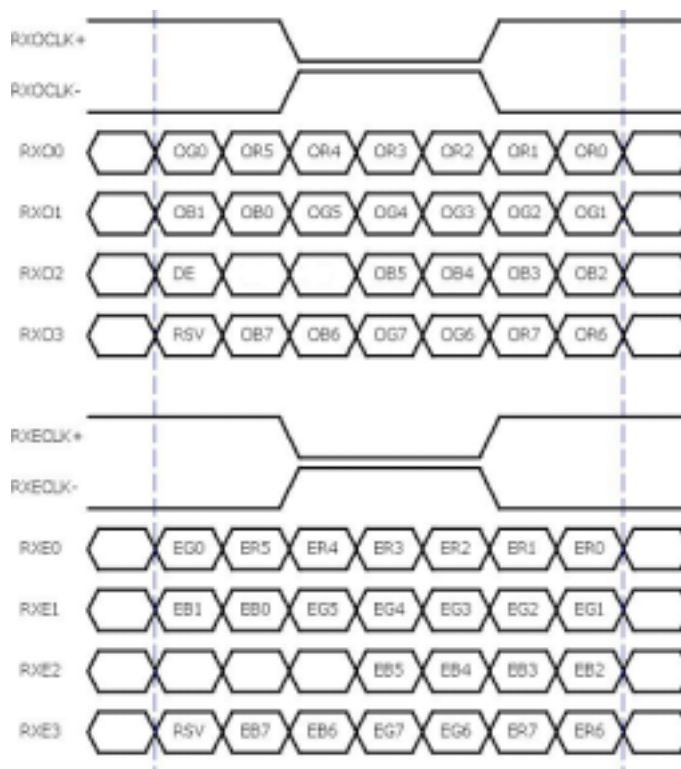 RXOCLK+
RXOCLK-
RXO0 OG0 OR5 OR4 OR3 OR2 OR1 OR0
RXO1 OB1 OB0 OG5 OG4 OG3 OG2 OG1
RXO2 DE OB5 OB4 OB3 OB2
RXO3 RSV OB7 OB6 OG7 OG6 OR7 OR6
RXECLK+
RXECLK-
RXE0 EG0 ER5 ER4 ER3 ER2 ER1 ER0
RXE1 EB1 EB0 EG5 EG4 EG3 EG2 EG1
RXE2 EB5 EB4 EB3 EB2
RXE3 RSV EB7 EB6 EG7 EG6 ER7 ER6